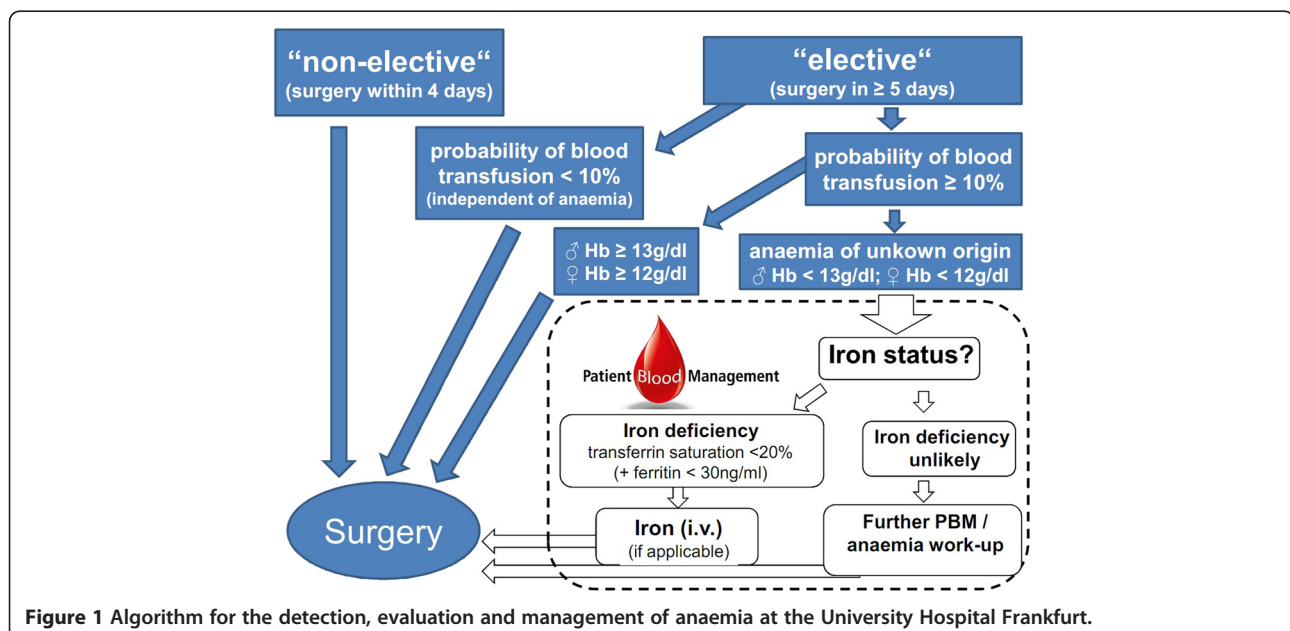 “non-elective“
(surgery within 4 days)
“elective“
(surgery in ≥ 5 days)
probability of blood
transfusion < 10%
(independent of anaemia)
probability of blood
transfusion ≥ 10%
♂ Hb ≥ 13g/dl
♀ Hb ≥ 12g/dl
anaemia of unkown origin
♂ Hb < 13g/dl; ♀ Hb < 12g/dl
Iron status?
Patient Blood Management
Iron deficiency
transferrin saturation <20%
(+ ferritin < 30ng/ml)
Iron deficiency
unlikely
Surgery
Iron (i.v.)
(if applicable)
Further PBM /
anaemia work-up
Figure 1 Algorithm for the detection, evaluation and management of anaemia at the University Hospital Frankfurt.